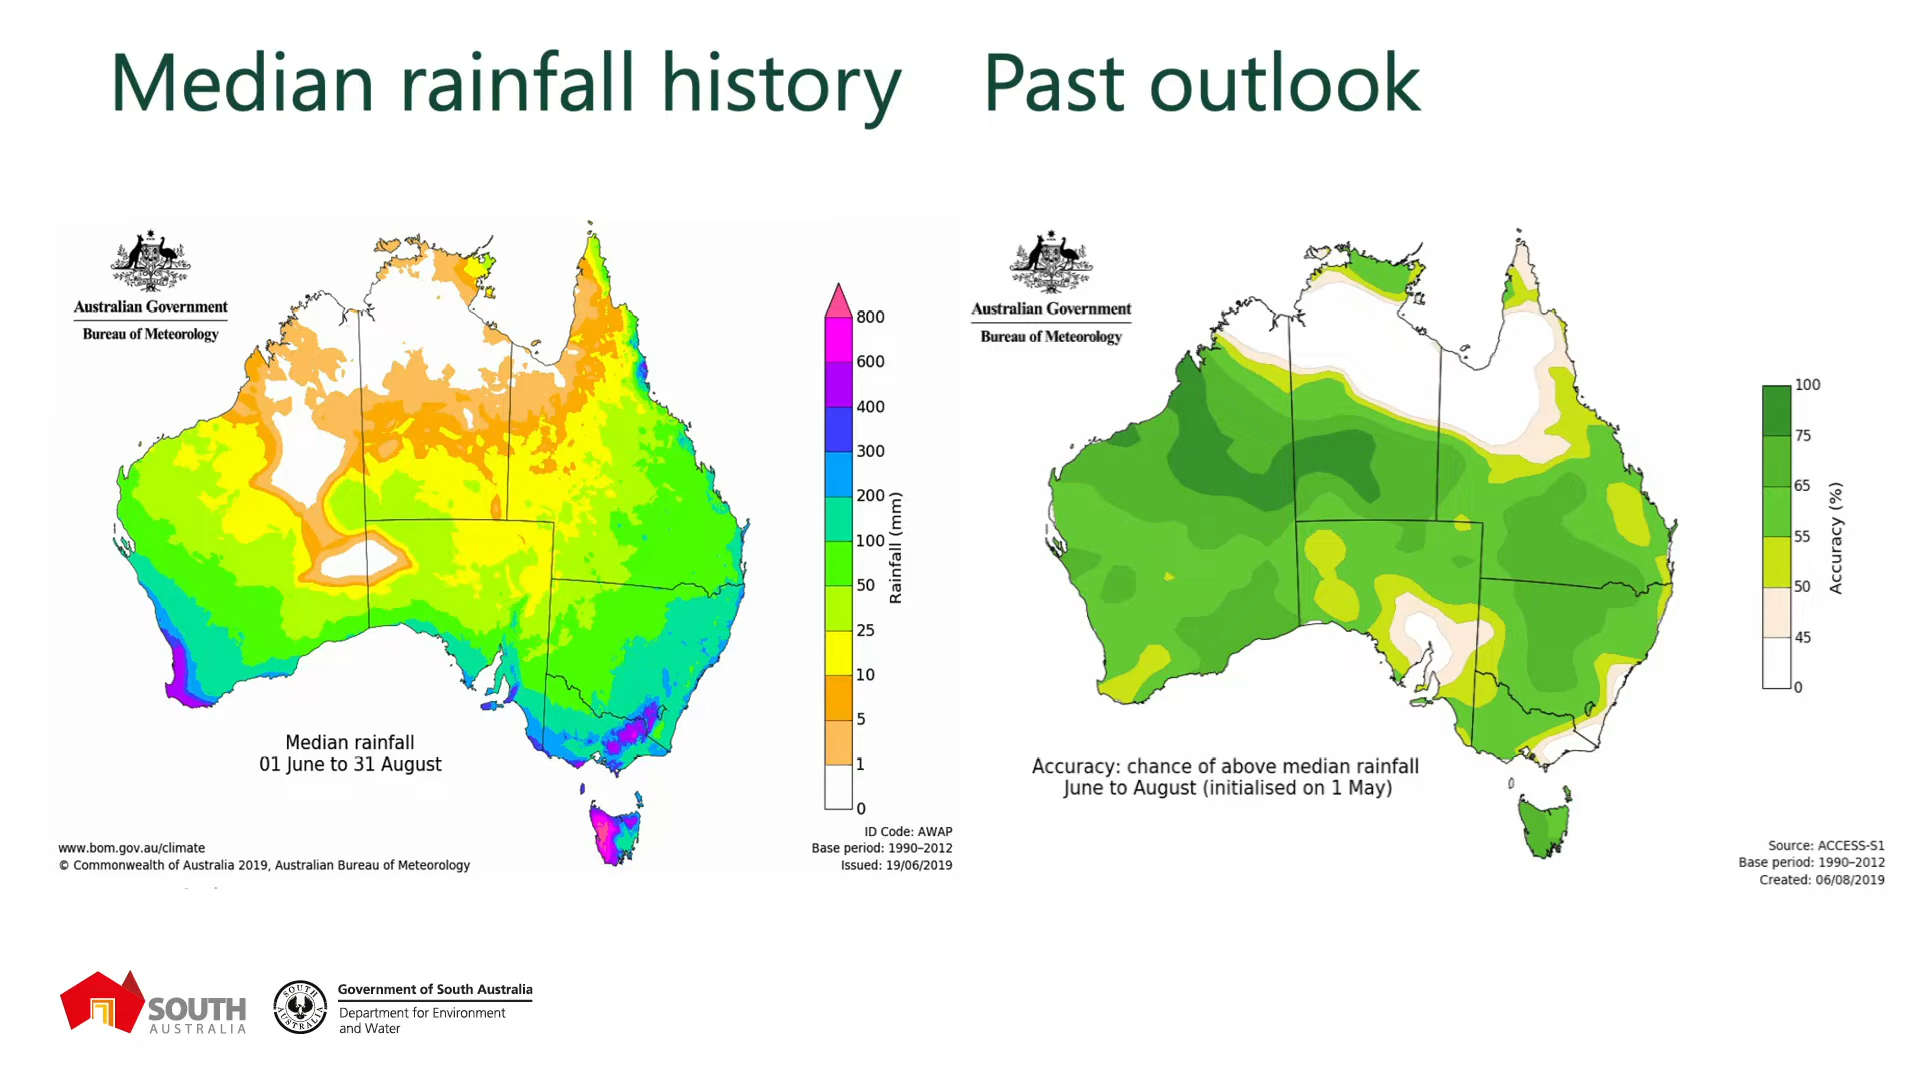 Median rainfall history
Past outlook
Australian Government
Bureau of Meteorology
800
600
400
300
200
100
50
25
10
5
1
0
Rainfall (mm)
Median rainfall
01 June to 31 August
www.bom.gov.au/climate
© Commonwealth of Australia 2019, Australian Bureau of Meteorology
ID Code: AWAP
Base period: 1990–2012
Issued: 19/06/2019
Australian Government
Bureau of Meteorology
100
75
65
55
50
45
0
Accuracy (%)
Accuracy: chance of above median rainfall
June to August (initialised on 1 May)
Source: ACCESS-S1
Base period: 1990–2012
Created: 06/08/2019
SOUTH
AUSTRALIA
SOUTH
AUSTRALIA
Government of South Australia
Department for Environment
and Water